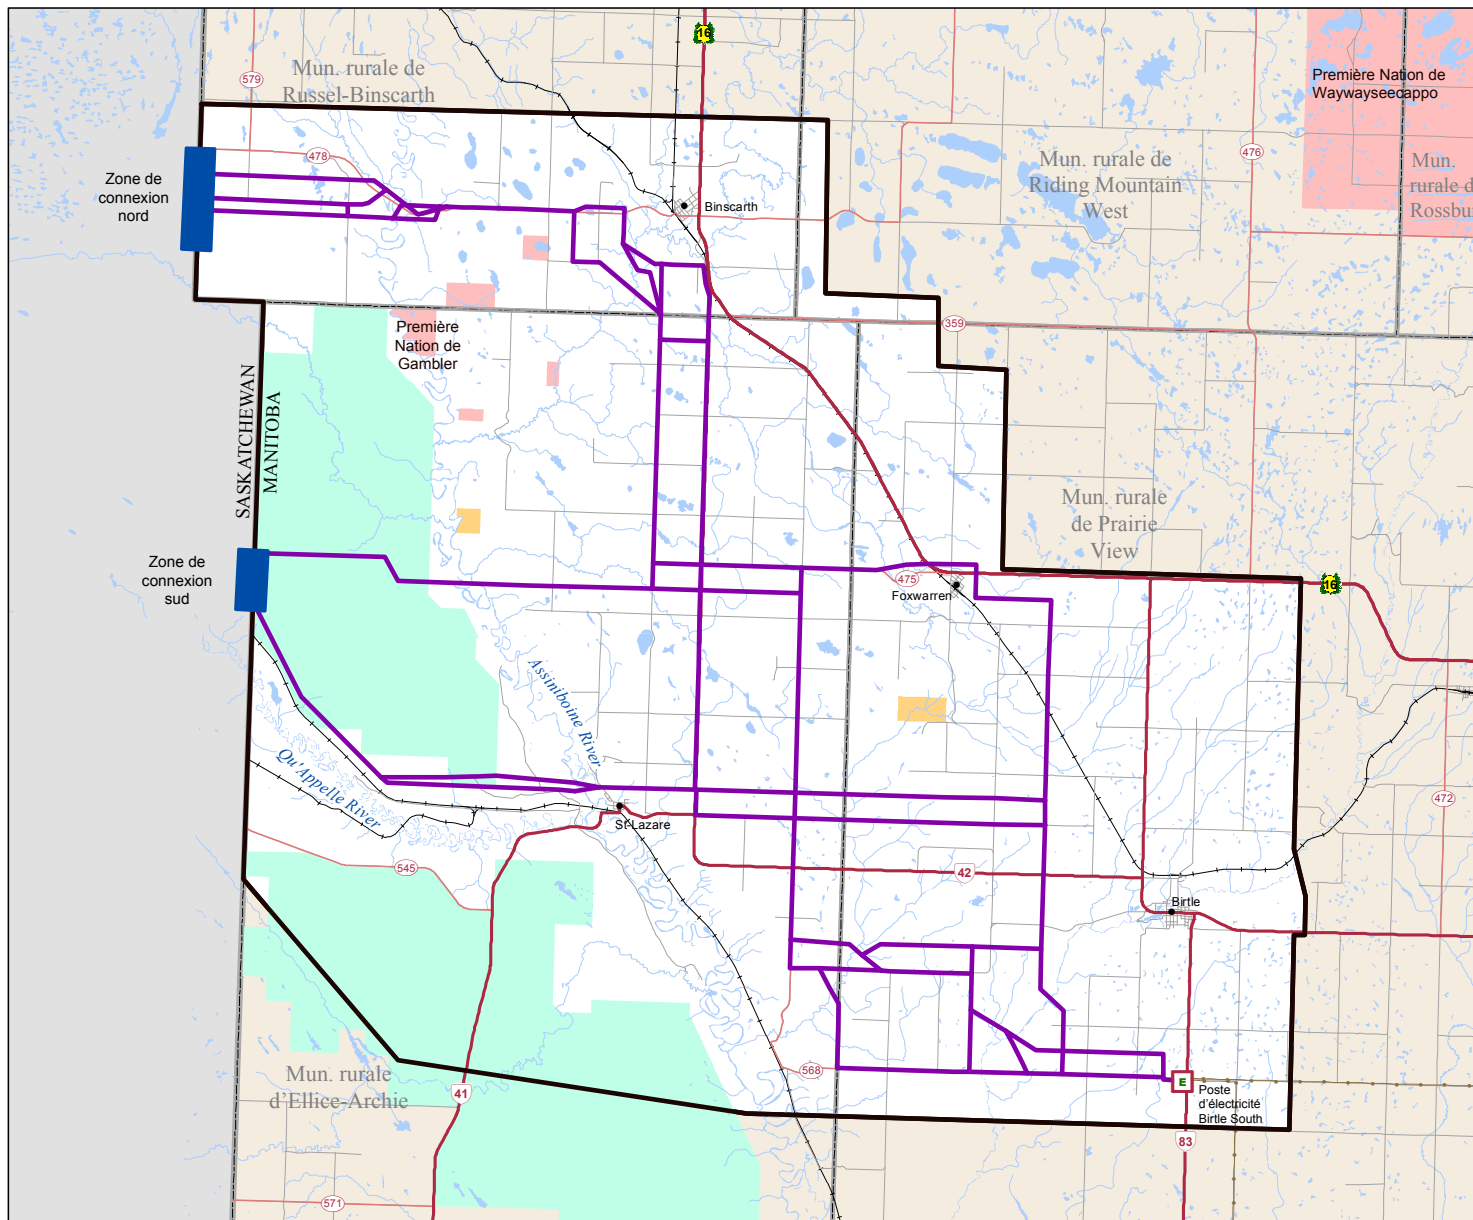 16
579
Mun. rurale de
Russel-Binscarth
Première Nation de
Waywayseecappo
478
476
Mun. rurale de
Riding Mountain
West
Mun.
rurale d
Rossbu
Zone de
connexion
nord
Binscarth
359
Première
Nation de
Gambler
SASKATCHEWAN
MANITOBA
Mun. rurale
de Prairie
View
Zone de
connexion
sud
475
Foxwarren
16
Assiniboine River
Qu'Appelle River
472
St-Lazare
545
42
Birtle
568
Mun. rurale
d'Ellice-Archie
41
E
Poste
d'électricité
Birtle South
83
571